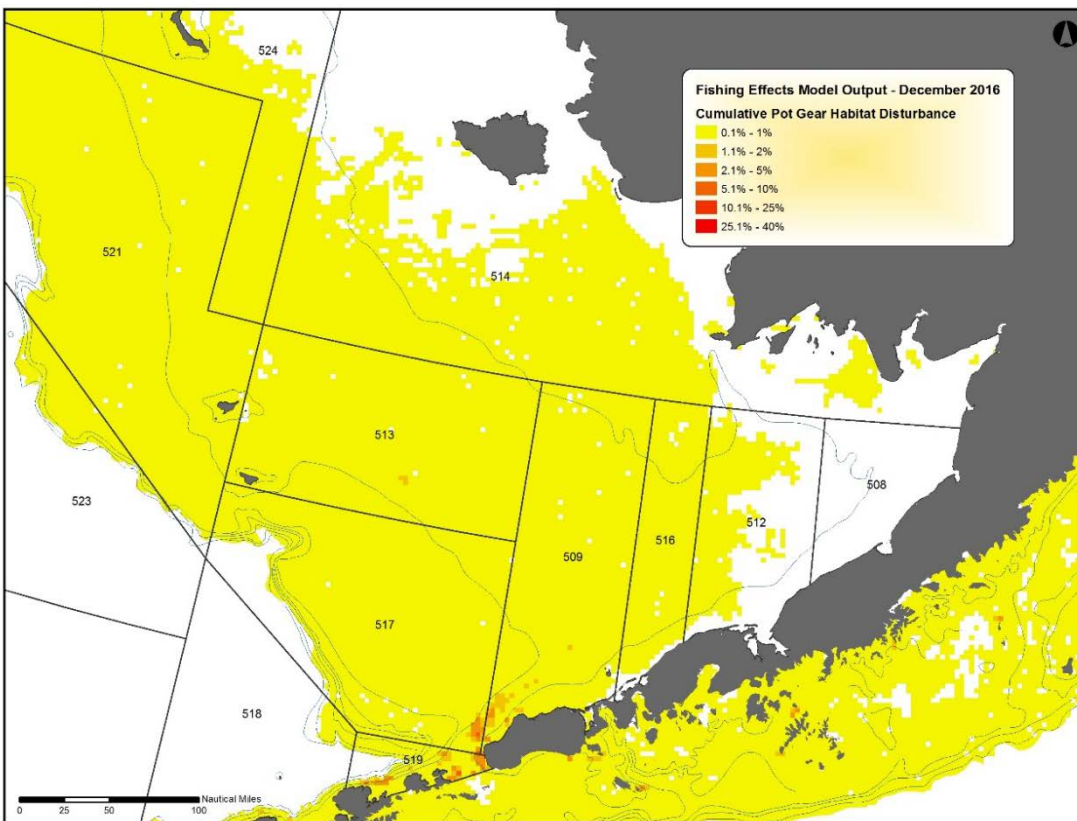 524
Fishing Effects Model Output - December 2016
Cumulative Pot Gear Habitat Disturbance
0.1% - 1%
1.1% - 2%
2.1% - 5%
5.1% - 10%
10.1% - 25%
25.1% - 40%
521
514
513
508
523
512
516
509
517
518
519
Nautical Miles
0 25 50 100